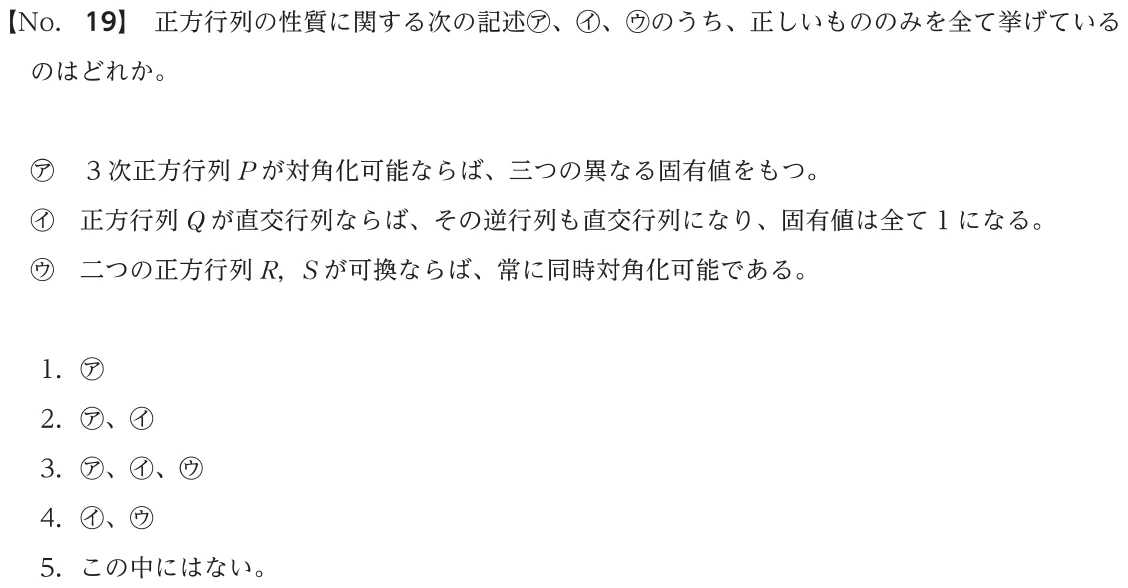 【No. 19】 正方行列の性質に関する次の記述㋐、㋑、㋒のうち、正しいもののみを全て挙げている
のはどれか。
㋐ 3次正方行列 P が対角化可能ならば、三つの異なる固有値をもつ。
㋑ 正方行列 Q が直交行列ならば、その逆行列も直交行列になり、固有値は全て 1 になる。
㋒ 二つの正方行列 R, S が可換ならば、常に同時対角化可能である。
1. ㋐
2. ㋐、㋑
3. ㋐、㋑、㋒
4. ㋑、㋒
5. この中にはない。